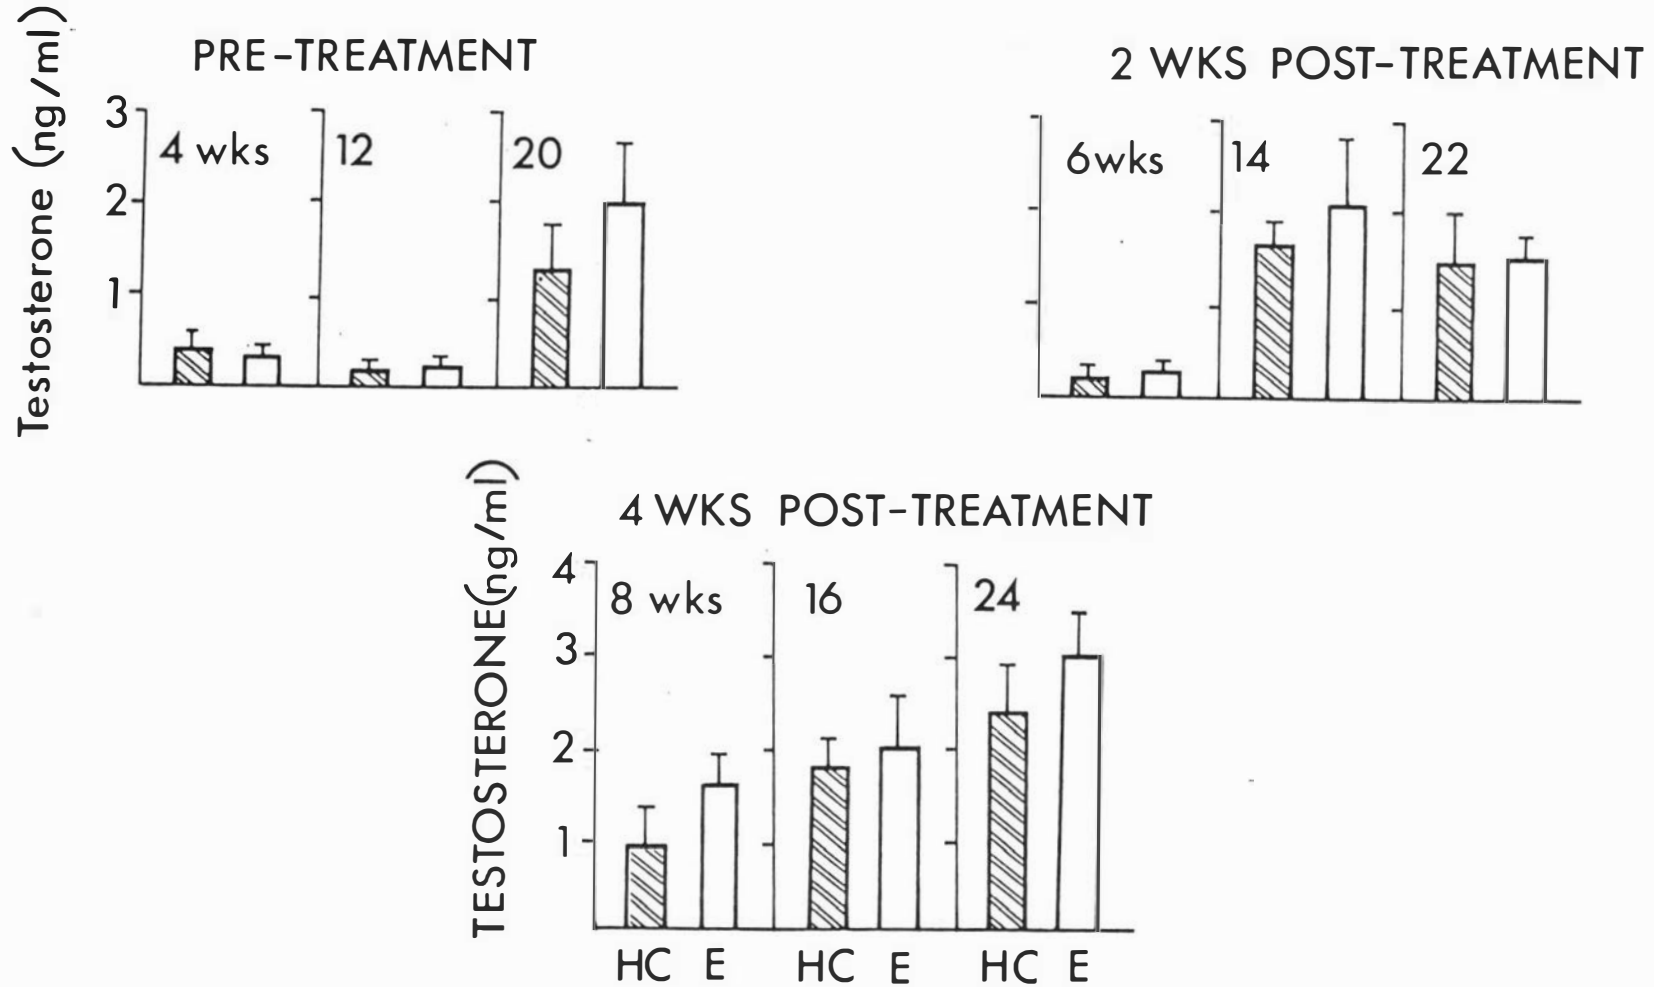 PRE-TREATMENT
Testosterone (ng/ml)
3
2
1
4 wks
12
20
2 WKS POST-TREATMENT
6wks
14
22
4 WKS POST-TREATMENT
TESTOSTERONE(ng/ml)
4
3
2
1
8 wks
16
24
HC E HC E HC E